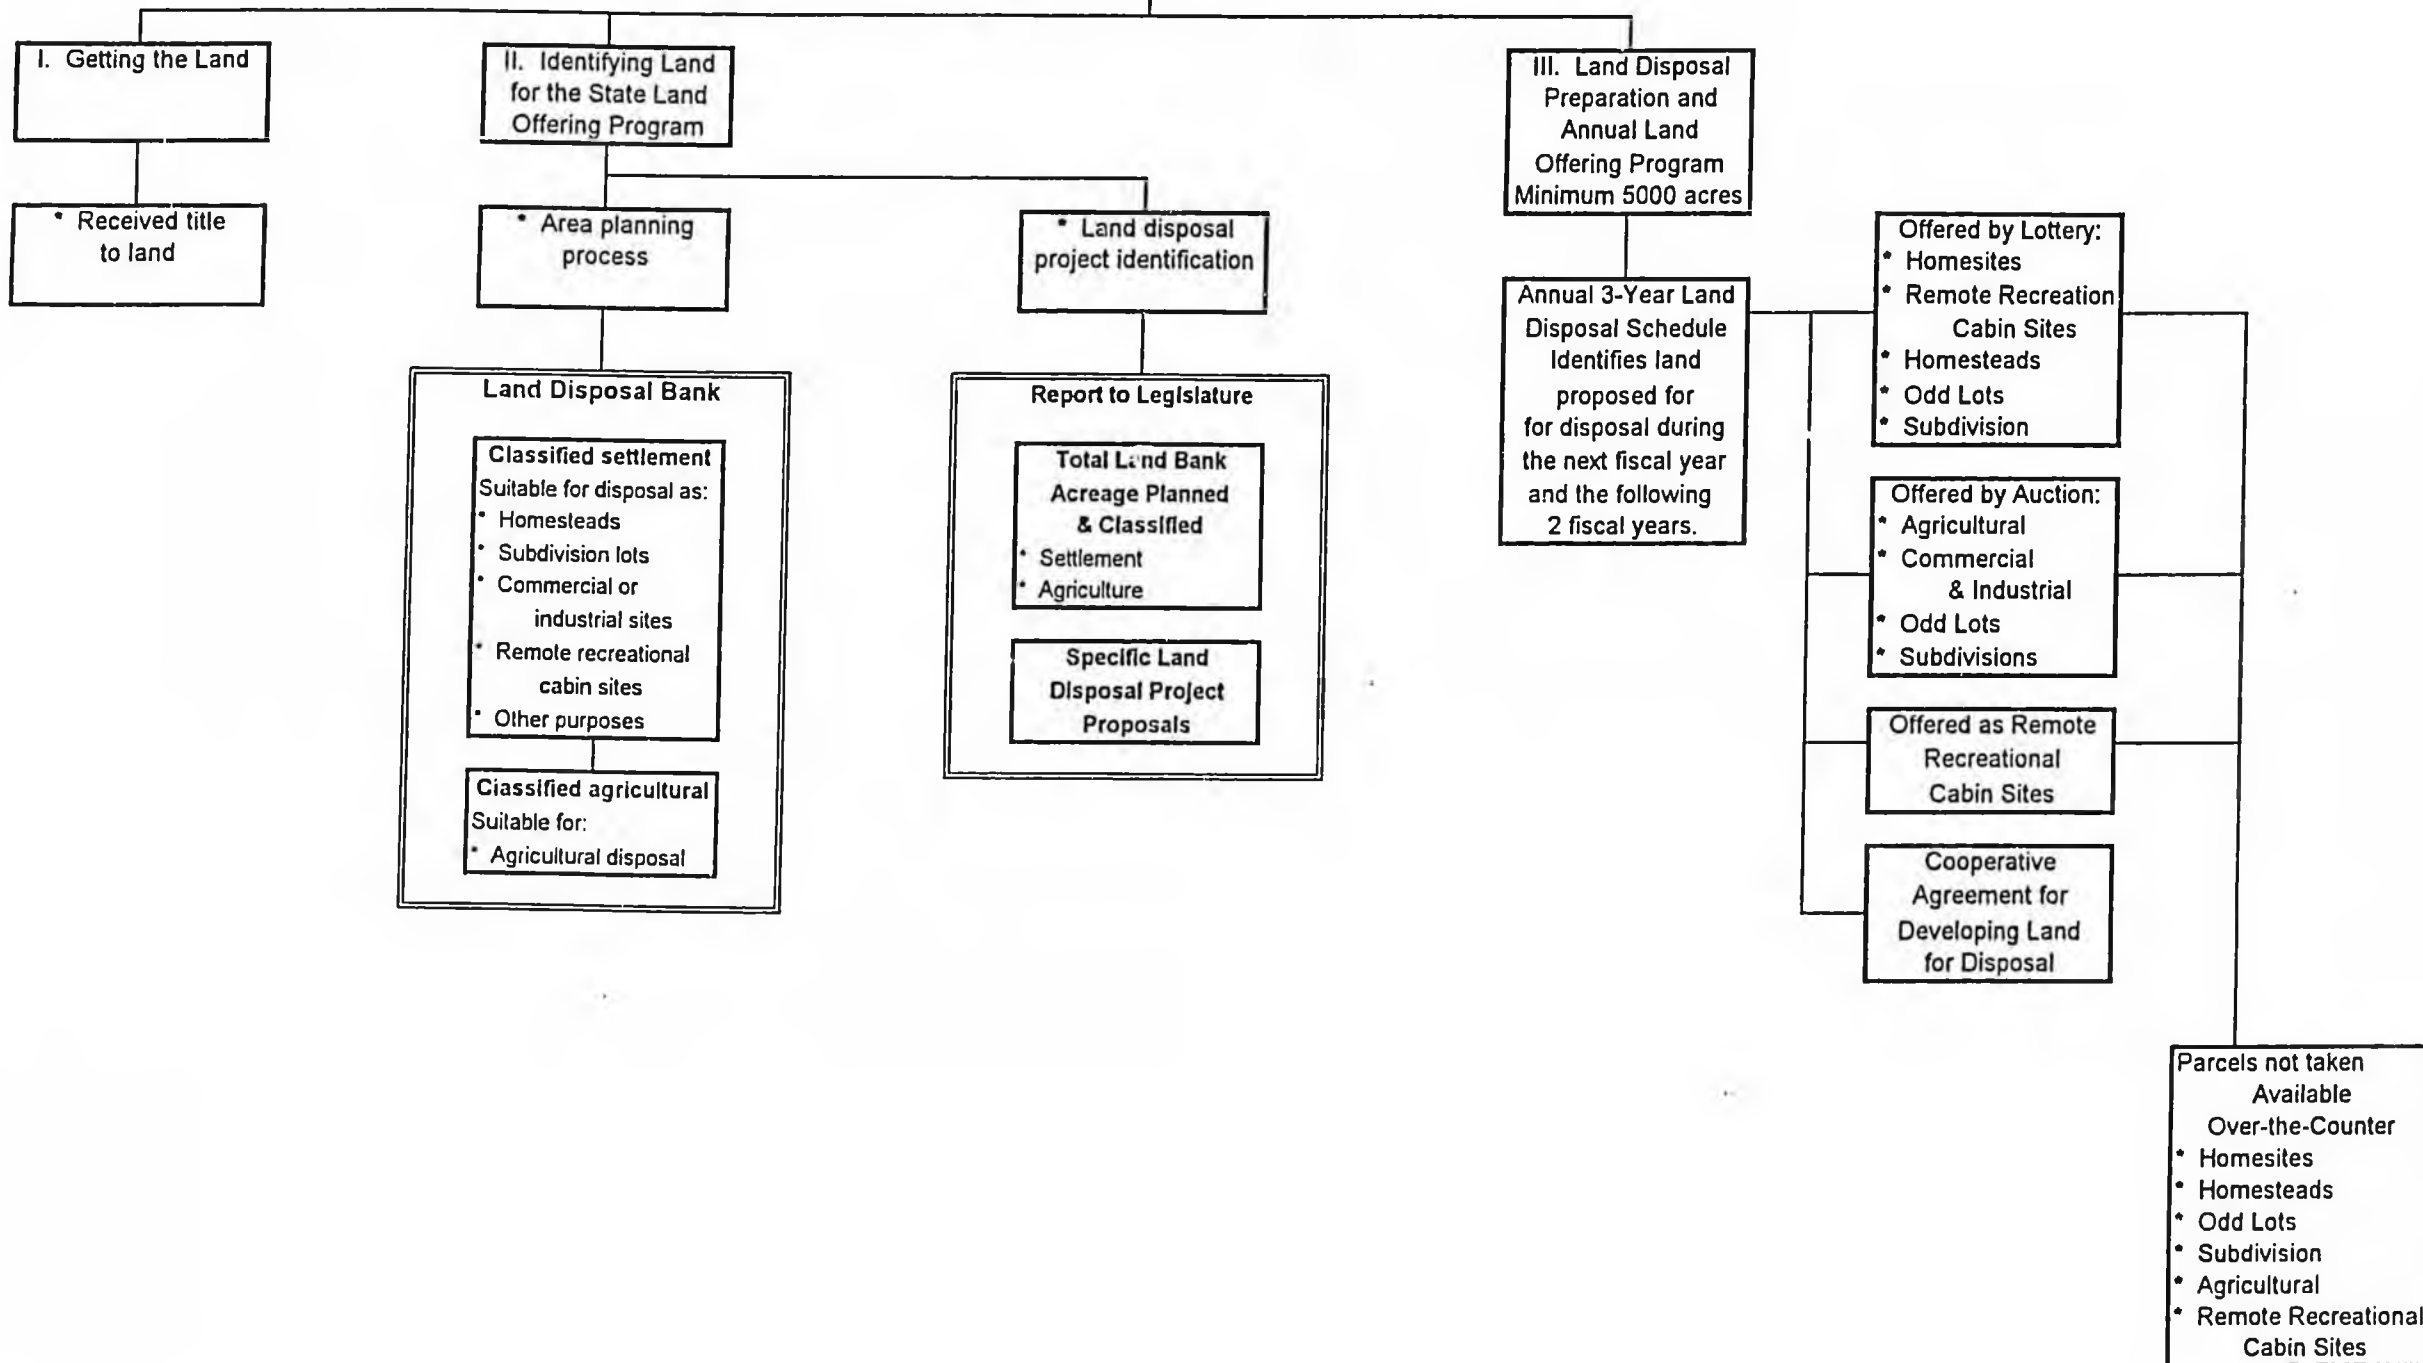 I. Getting the Land
* Received title
to land
II. Identifying Land
for the State Land
Offering Program
* Area planning
process
Land Disposal Bank
Classified settlement
Suitable for disposal as:
* Homesteads
* Subdivision lots
* Commercial or
industrial sites
* Remote recreational
cabin sites
* Other purposes
Classified agricultural
Suitable for:
* Agricultural disposal
* Land disposal
project identification
Report to Legislature
Total Land Bank
Acreage Planned
& Classified
* Settlement
* Agriculture
Specific Land
Disposal Project
Proposals
III. Land Disposal
Preparation and
Annual Land
Offering Program
Minimum 5000 acres
Annual 3-Year Land
Disposal Schedule
Identifies land
proposed for
for disposal during
the next fiscal year
and the following
2 fiscal years.
Offered by Lottery:
* Homesites
* Remote Recreation
Cabin Sites
* Homesteads
* Odd Lots
* Subdivision
Offered by Auction:
* Agricultural
* Commercial
& Industrial
* Odd Lots
* Subdivisions
Offered as Remote
Recreational
Cabin Sites
Cooperative
Agreement for
Developing Land
for Disposal
Parcels not taken
Available
Over-the-Counter
* Homesites
* Homesteads
* Odd Lots
* Subdivision
* Agricultural
* Remote Recreational
Cabin Sites